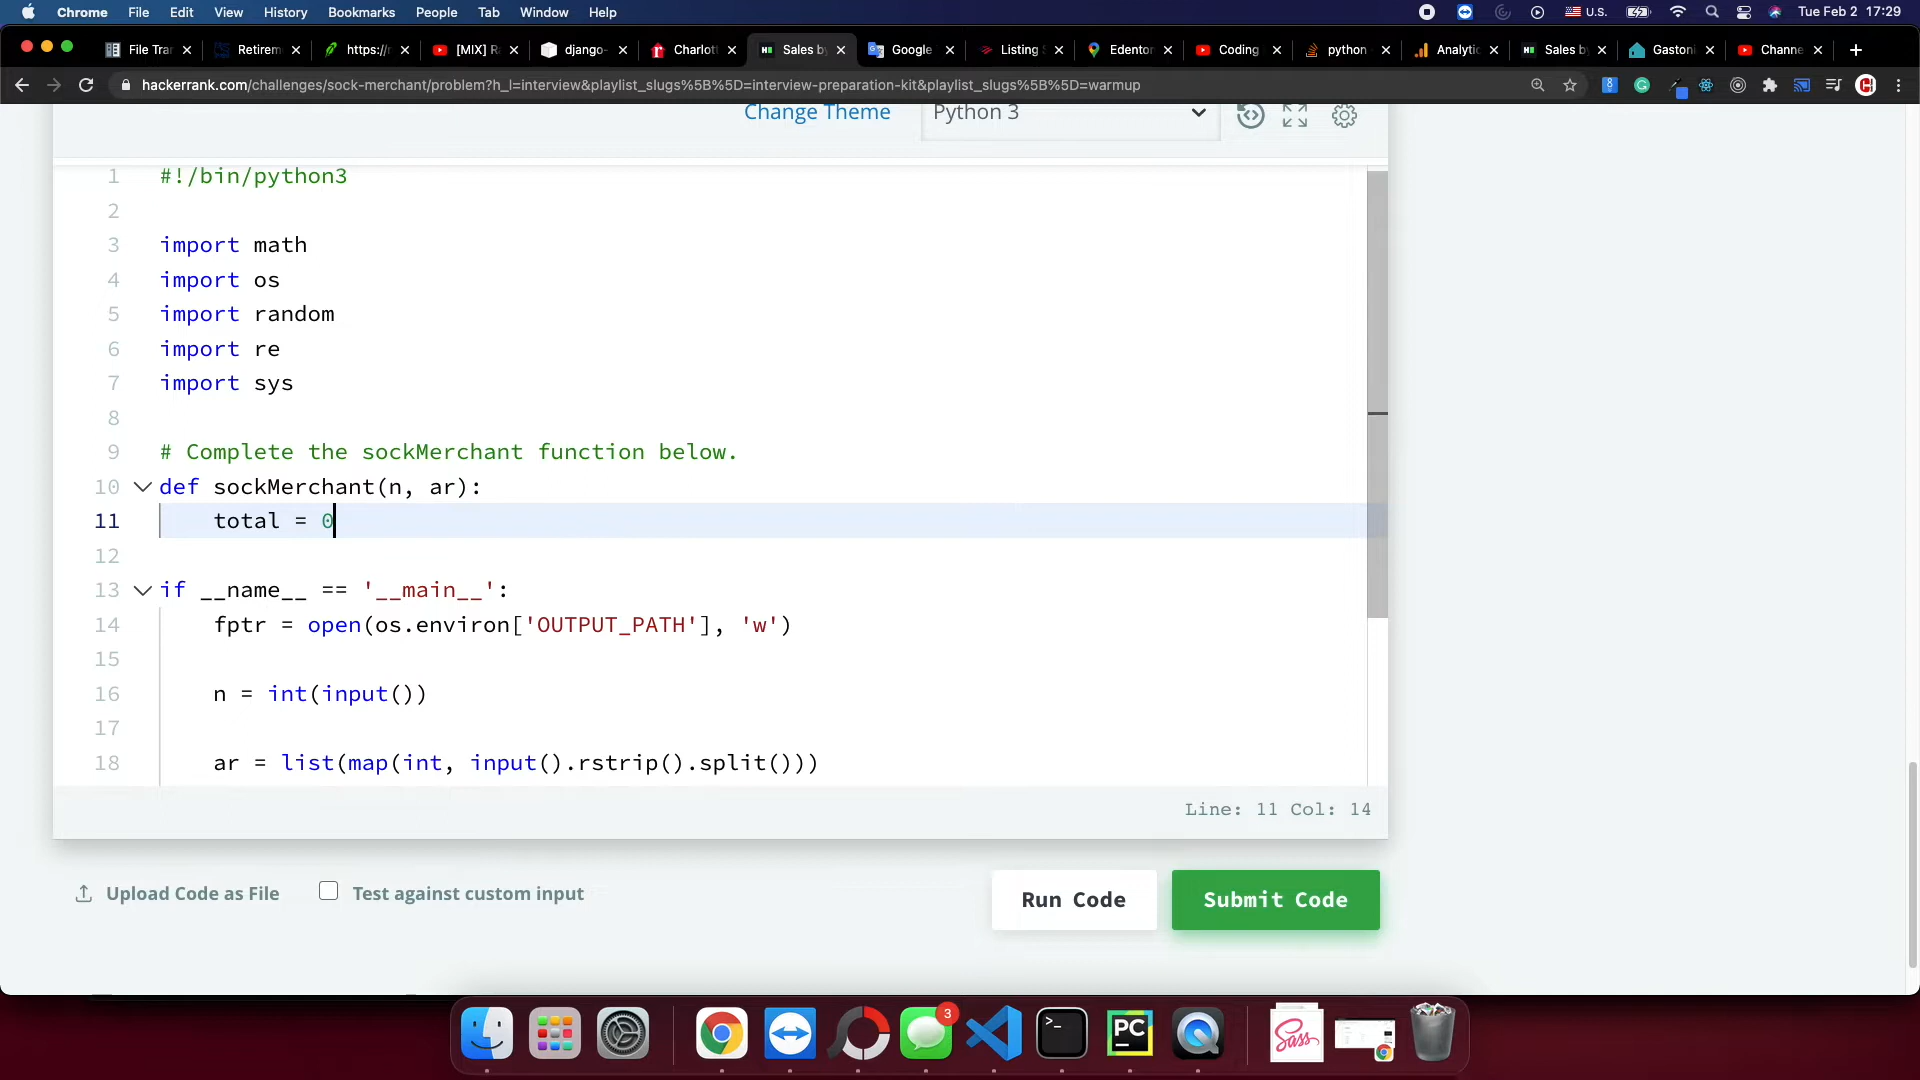 Chrome File Edit View History Bookmarks People Tab Window Help U.S. Tue Feb 2 17:29
File Tra Retirem https://r [MIX] R django- Charlot Sales by Google Listing Edenton Coding python Analytic Sales by Gaston Channe
hackerrank.com/challenges/sock-merchant/problem?h_l=interview&playlist_slugs%5B%5D=interview-preparation-kit&playlist_slugs%5B%5D=warmup
Change Theme Python 3
1 #!/bin/python3
2
3 import math
4 import os
5 import random
6 import re
7 import sys
8
9 # Complete the sockMerchant function below.
10 def sockMerchant(n, ar):
11 total = 0
12
13 if __name__ == '__main__':
14 fptr = open(os.environ['OUTPUT_PATH'], 'w')
15
16 n = int(input())
17
18 ar = list(map(int, input().rstrip().split()))
Line: 11 Col: 14
Upload Code as File Test against custom input Run Code Submit Code
3
PC
Sass